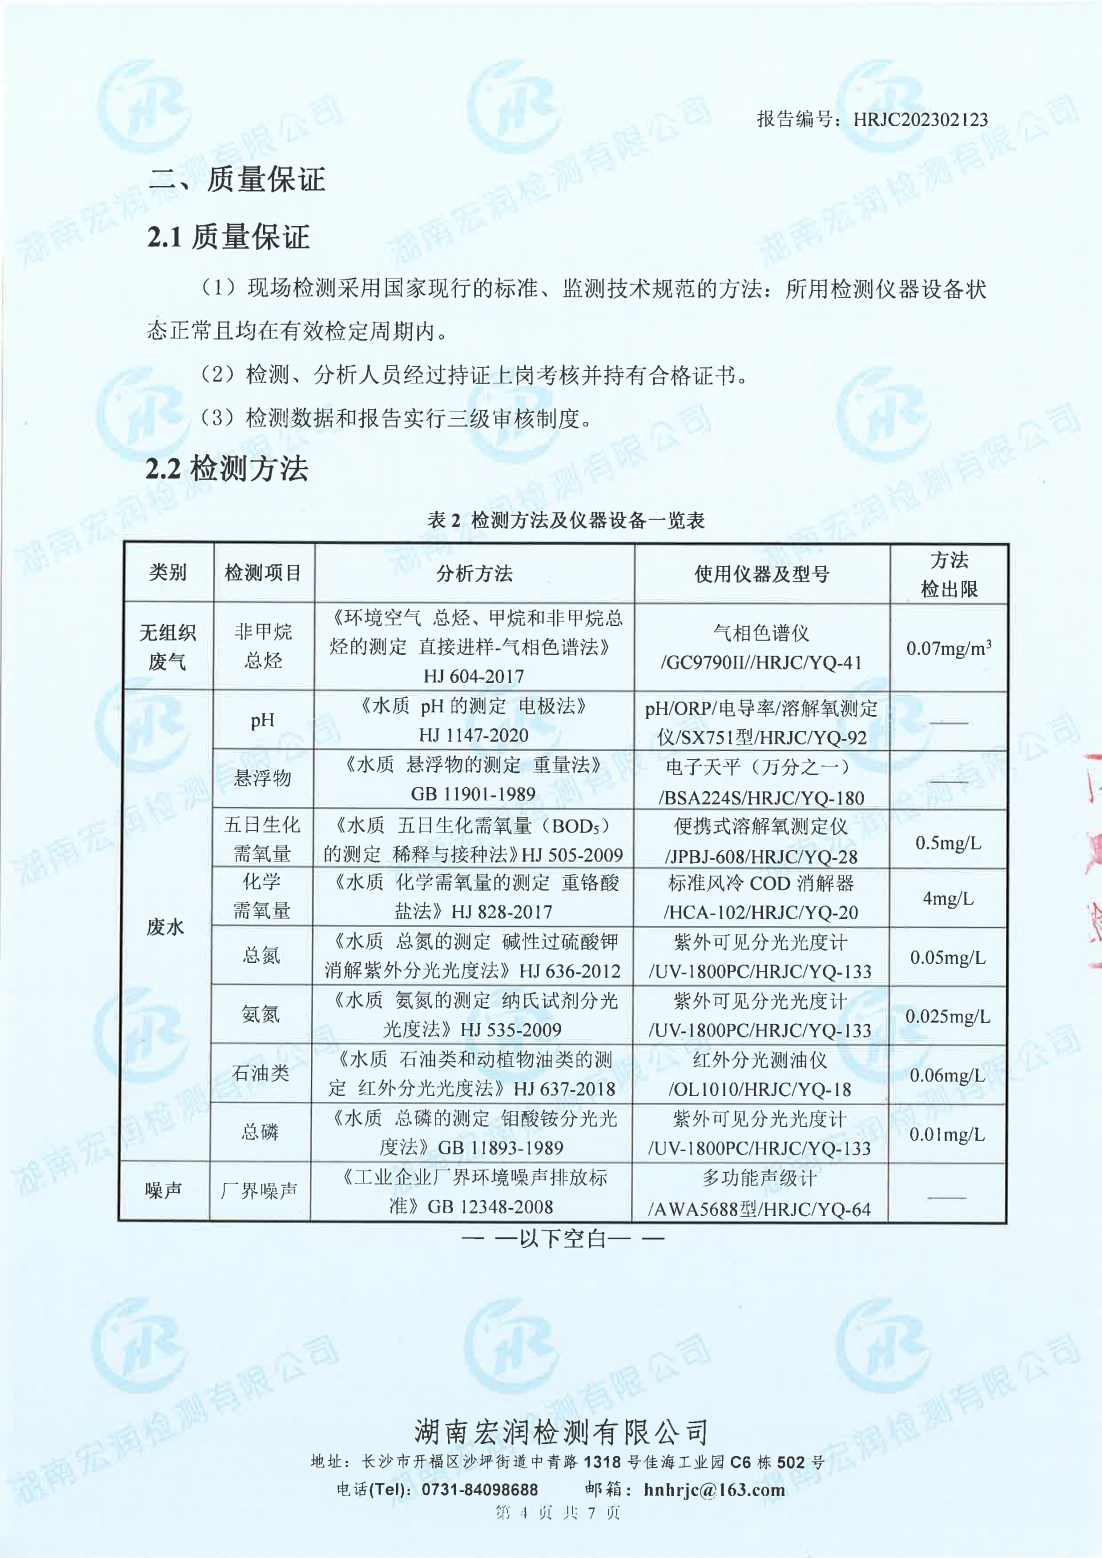 报告编号：HRJC202302123
二、质量保证
2.1 质量保证
（1）现场检测采用国家现行的标准、监测技术规范的方法：所用检测仪器设备状
态正常且均在有效检定周期内。
（2）检测、分析人员经过持证上岗考核并持有合格证书。
（3）检测数据和报告实行三级审核制度。
2.2 检测方法
表 2 检测方法及仪器设备一览表
类别 检测项目 分析方法 使用仪器及型号 方法
检出限
无组织
废气
非甲烷
总烃
《环境空气 总烃、甲烷和非甲烷总
烃的测定 直接进样-气相色谱法》
HJ 604-2017
气相色谱仪
/GC9790II//HRJC/YQ-41
0.07mg/m³
废水
pH
《水质 pH 的测定 电极法》
HJ 1147-2020
pH/ORP/电导率/溶解氧测定
仪/SX751型/HRJC/YQ-92
——
悬浮物
《水质 悬浮物的测定 重量法》
GB 11901-1989
电子天平（万分之一）
/BSA224S/HRJC/YQ-180
——
五日生化
需氧量
《水质 五日生化需氧量（BOD₅）
的测定 稀释与接种法》HJ 505-2009
便携式溶解氧测定仪
/JPBJ-608/HRJC/YQ-28
0.5mg/L
化学
需氧量
《水质 化学需氧量的测定 重铬酸
盐法》HJ 828-2017
标准风冷 COD 消解器
/HCA-102/HRJC/YQ-20
4mg/L
总氮
《水质 总氮的测定 碱性过硫酸钾
消解紫外分光光度法》HJ 636-2012
紫外可见分光光度计
/UV-1800PC/HRJC/YQ-133
0.05mg/L
氨氮
《水质 氨氮的测定 纳氏试剂分光
光度法》HJ 535-2009
紫外可见分光光度计
/UV-1800PC/HRJC/YQ-133
0.025mg/L
石油类
《水质 石油类和动植物油类的测
定 红外分光光度法》HJ 637-2018
红外分光测油仪
/OL1010/HRJC/YQ-18
0.06mg/L
总磷
《水质 总磷的测定 钼酸铵分光光
度法》GB 11893-1989
紫外可见分光光度计
/UV-1800PC/HRJC/YQ-133
0.01mg/L
噪声
厂界噪声
《工业企业厂界环境噪声排放标
准》GB 12348-2008
多功能声级计
/AWA5688型/HRJC/YQ-64
——
— —以下空白— —
湖南宏润检测有限公司
地址：长沙市开福区沙坪街道中青路 1318 号佳海工业园 C6 栋 502 号
电话(Tel)：0731-84098688 邮箱：hnhrjc@163.com
第 4 页 共 7 页